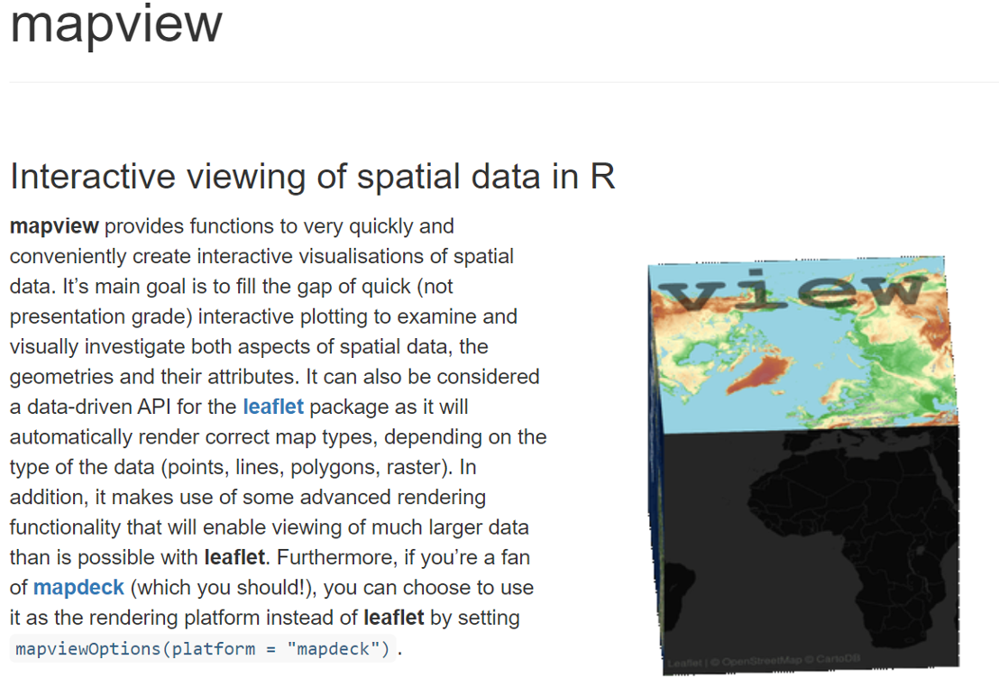 mapview
Interactive viewing of spatial data in R
mapview provides functions to very quickly and
conveniently create interactive visualisations of spatial
data. It’s main goal is to fill the gap of quick (not
presentation grade) interactive plotting to examine and
visually investigate both aspects of spatial data, the
geometries and their attributes. It can also be considered
a data-driven API for the leaflet package as it will
automatically render correct map types, depending on the
type of the data (points, lines, polygons, raster). In
addition, it makes use of some advanced rendering
functionality that will enable viewing of much larger data
than is possible with leaflet. Furthermore, if you’re a fan
of mapdeck (which you should!), you can choose to use
it as the rendering platform instead of leaflet by setting
mapviewOptions(platform = "mapdeck") .
view
Leaflet | © OpenStreetMap © CartoDB